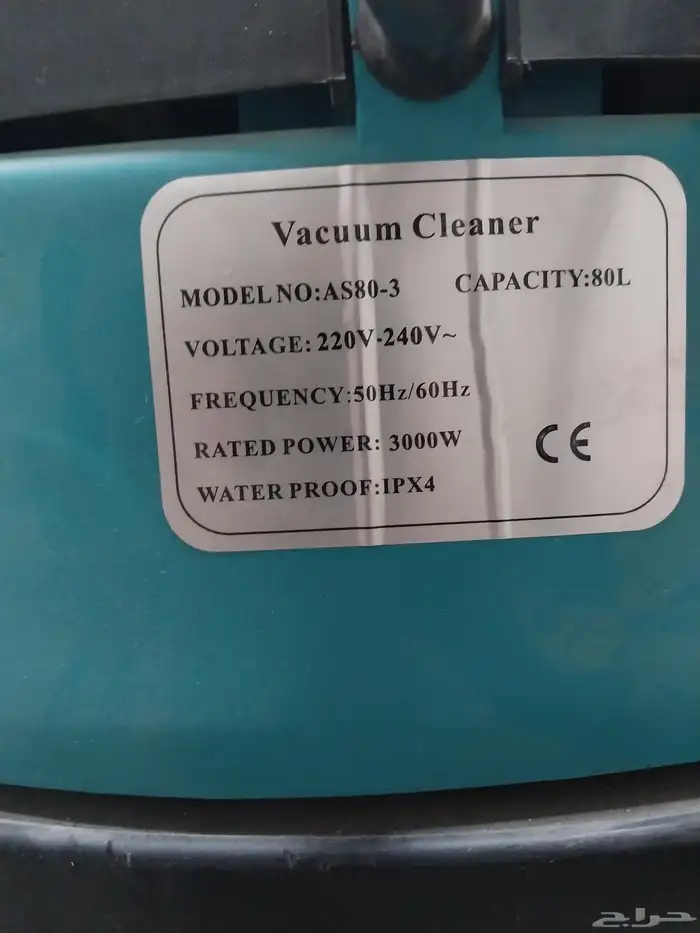 Vacuum Cleaner
MODEL NO:AS80-3 CAPACITY:80L
VOLTAGE: 220V-240V~
FREQUENCY:50Hz/60Hz
RATED POWER: 3000W
CE
WATER PROOF:IPX4
حراج